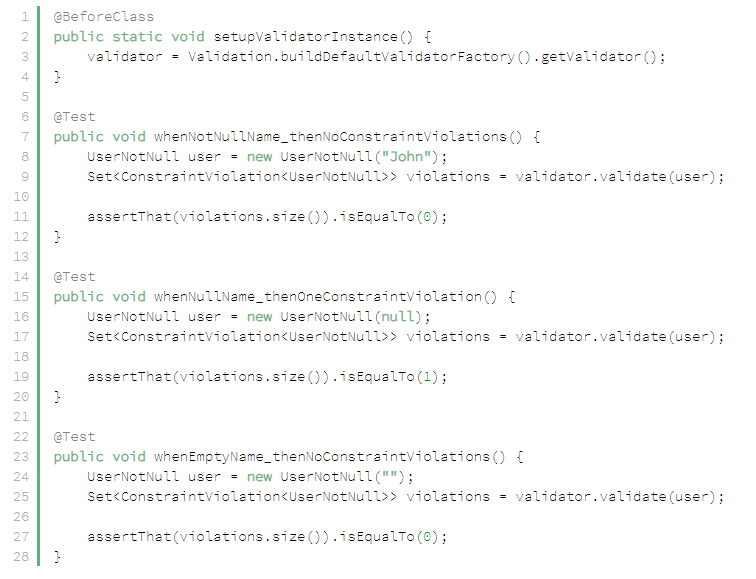 1 @BeforeClass
2 public static void setupValidatorInstance() {
3     validator = Validation.buildDefaultValidatorFactory().getValidator();
4 }
5
6 @Test
7 public void whenNotNullName_thenNoConstraintViolations() {
8     UserNotNull user = new UserNotNull("John");
9     Set<ConstraintViolation<UserNotNull>> violations = validator.validate(user);
10
11     assertThat(violations.size()).isEqualTo(0);
12 }
13
14 @Test
15 public void whenNullName_thenOneConstraintViolation() {
16     UserNotNull user = new UserNotNull(null);
17     Set<ConstraintViolation<UserNotNull>> violations = validator.validate(user);
18
19     assertThat(violations.size()).isEqualTo(1);
20 }
21
22 @Test
23 public void whenEmptyName_thenNoConstraintViolations() {
24     UserNotNull user = new UserNotNull("");
25     Set<ConstraintViolation<UserNotNull>> violations = validator.validate(user);
26
27     assertThat(violations.size()).isEqualTo(0);
28 }